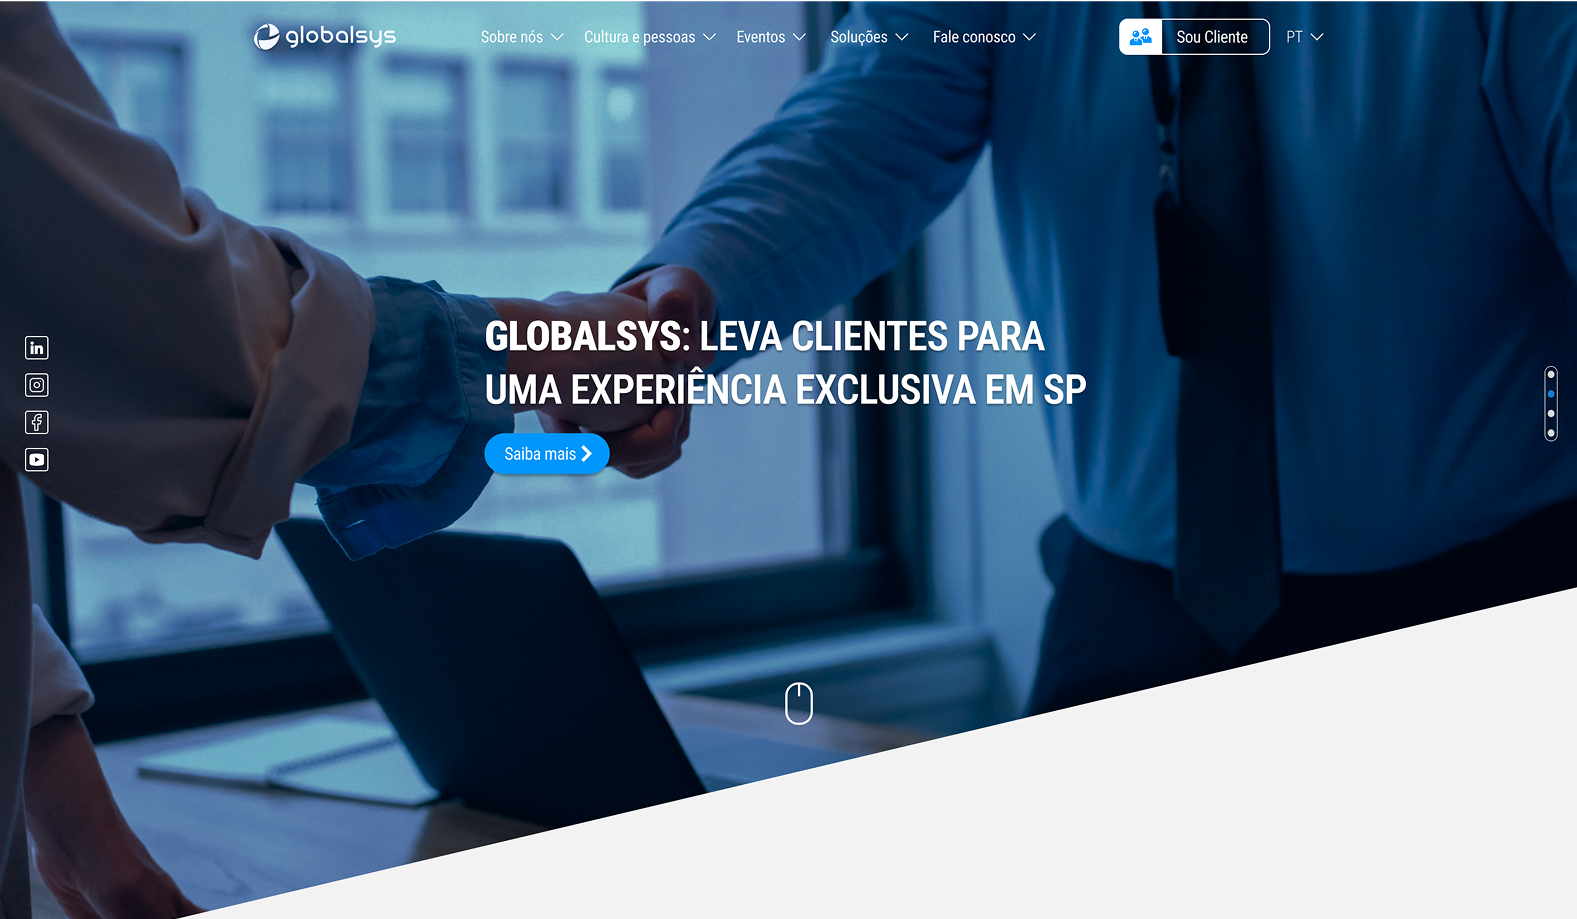 globalsys
Sobre nós
Cultura e pessoas
Eventos
Soluções
Fale conosco
Sou Cliente
PT
GLOBALSYS: LEVA CLIENTES PARA
UMA EXPERIÊNCIA EXCLUSIVA EM SP
Saiba mais